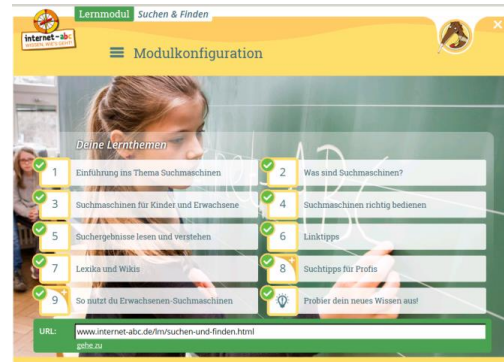 Lernmodul Suchen & Finden
internet-abc
WISSEN, WIE'S GEHT!
Modulkonfiguration
Deine Lernthemen
1 Einführung ins Thema Suchmaschinen
2 Was sind Suchmaschinen?
3 Suchmaschinen für Kinder und Erwachsene
4 Suchmaschinen richtig bedienen
5 Suchergebnisse lesen und verstehen
6 Linktipps
7 Lexika und Wikis
8 Suchtipps für Profis
9 So nutzt du Erwachsenen-Suchmaschinen
Probier dein neues Wissen aus!
URL: www.internet-abc.de/lm/suchen-und-finden.html
gehe zu